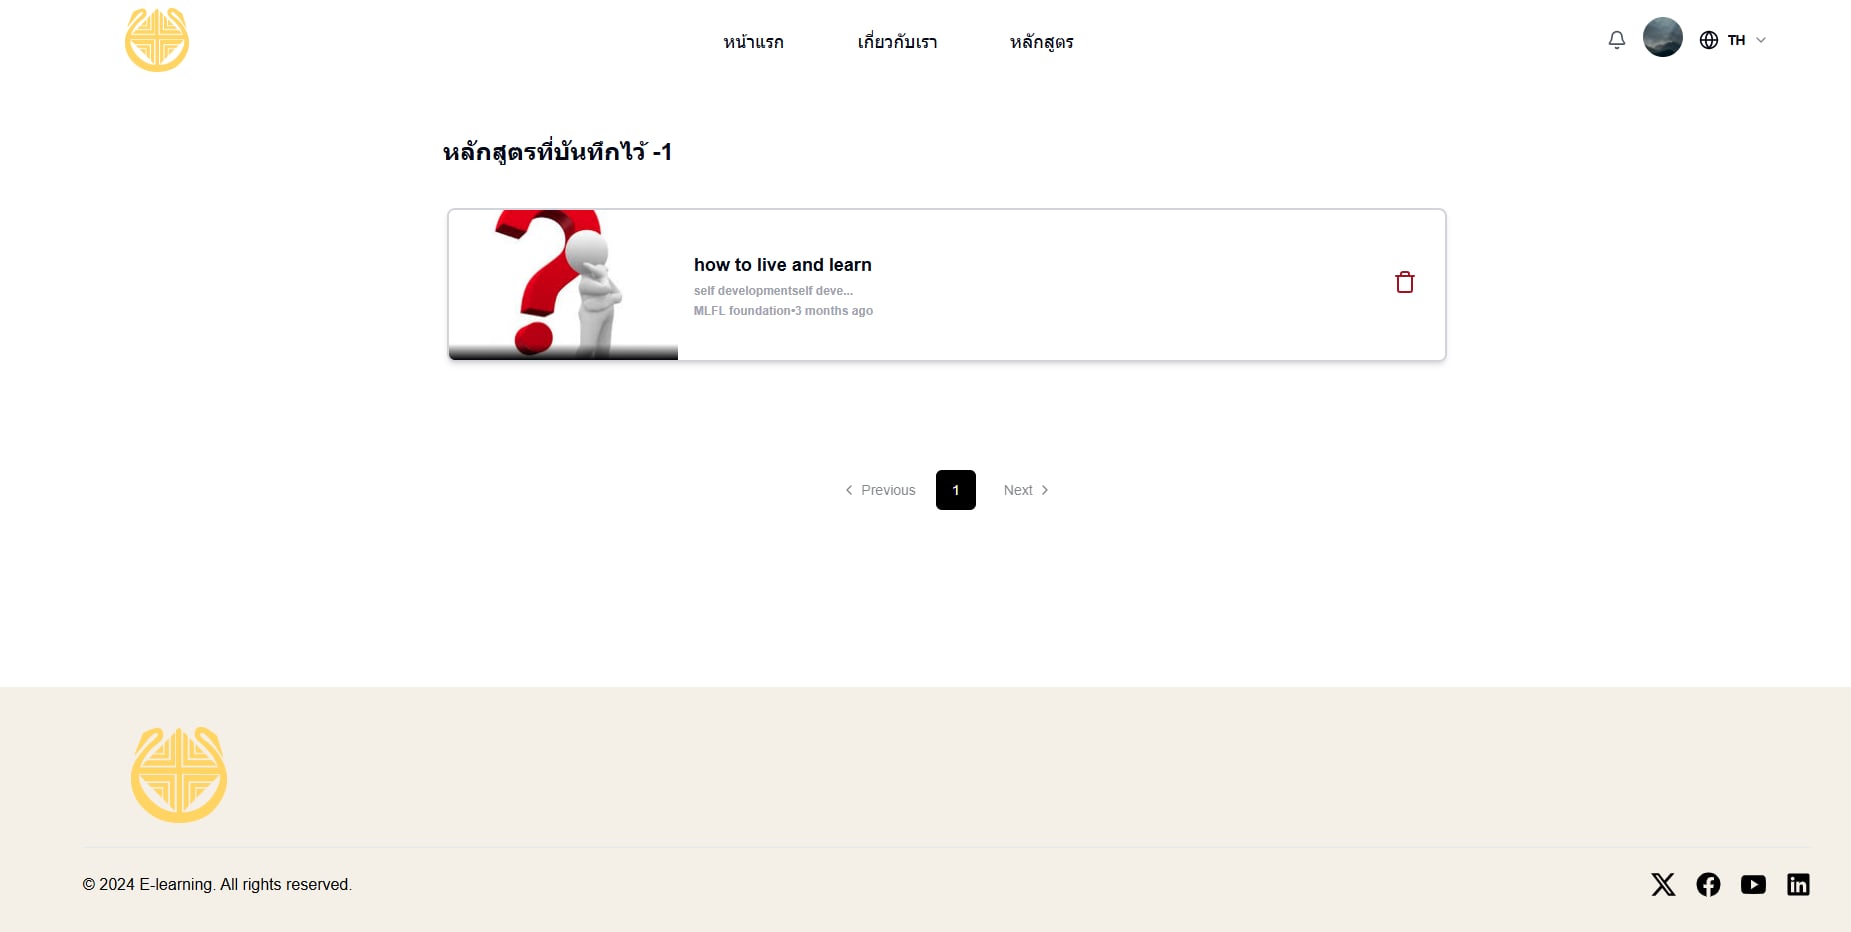 หน้าแรก เกี่ยวกับเรา หลักสูตร TH
หลักสูตรที่บันทึกไว้ -1
how to live and learn
self developmentself deve...
MLFL foundation•3 months ago
Previous 1 Next
© 2024 E-learning. All rights reserved.